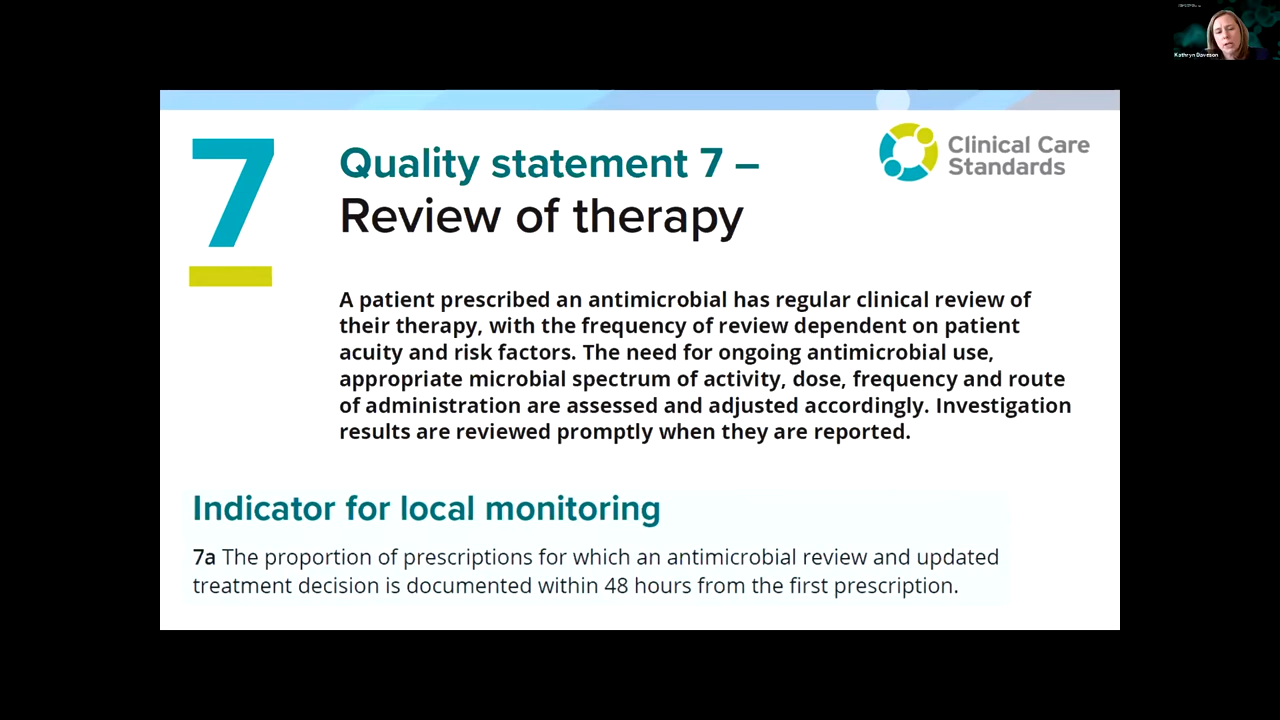 Kathryn Daveson
7
Quality statement 7 –
Review of therapy
Clinical Care
Standards
A patient prescribed an antimicrobial has regular clinical review of
their therapy, with the frequency of review dependent on patient
acuity and risk factors. The need for ongoing antimicrobial use,
appropriate microbial spectrum of activity, dose, frequency and route
of administration are assessed and adjusted accordingly. Investigation
results are reviewed promptly when they are reported.
Indicator for local monitoring
7a The proportion of prescriptions for which an antimicrobial review and updated
treatment decision is documented within 48 hours from the first prescription.